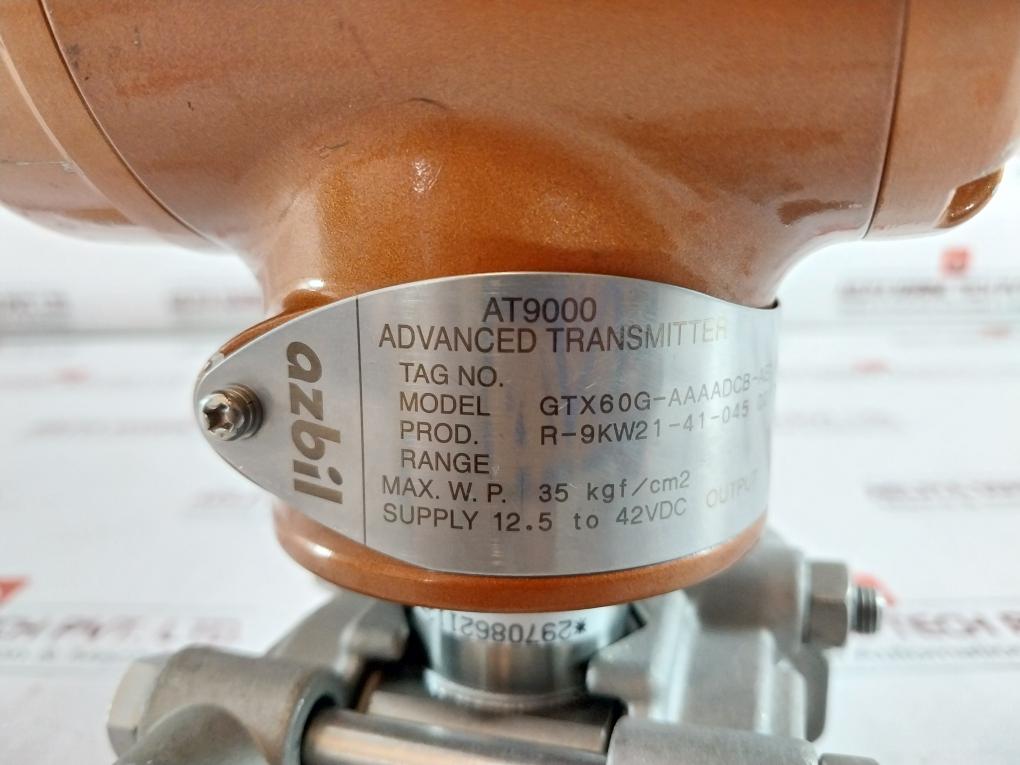 azbil
AT9000
ADVANCED TRANSMITTER
TAG NO.
MODEL GTX60G-AAAADCB-
PROD. R-9KW21-41-045
RANGE
MAX. W. P. 35 kgf/cm2
SUPPLY 12.5 to 42VDC OUTPUT
*29708621